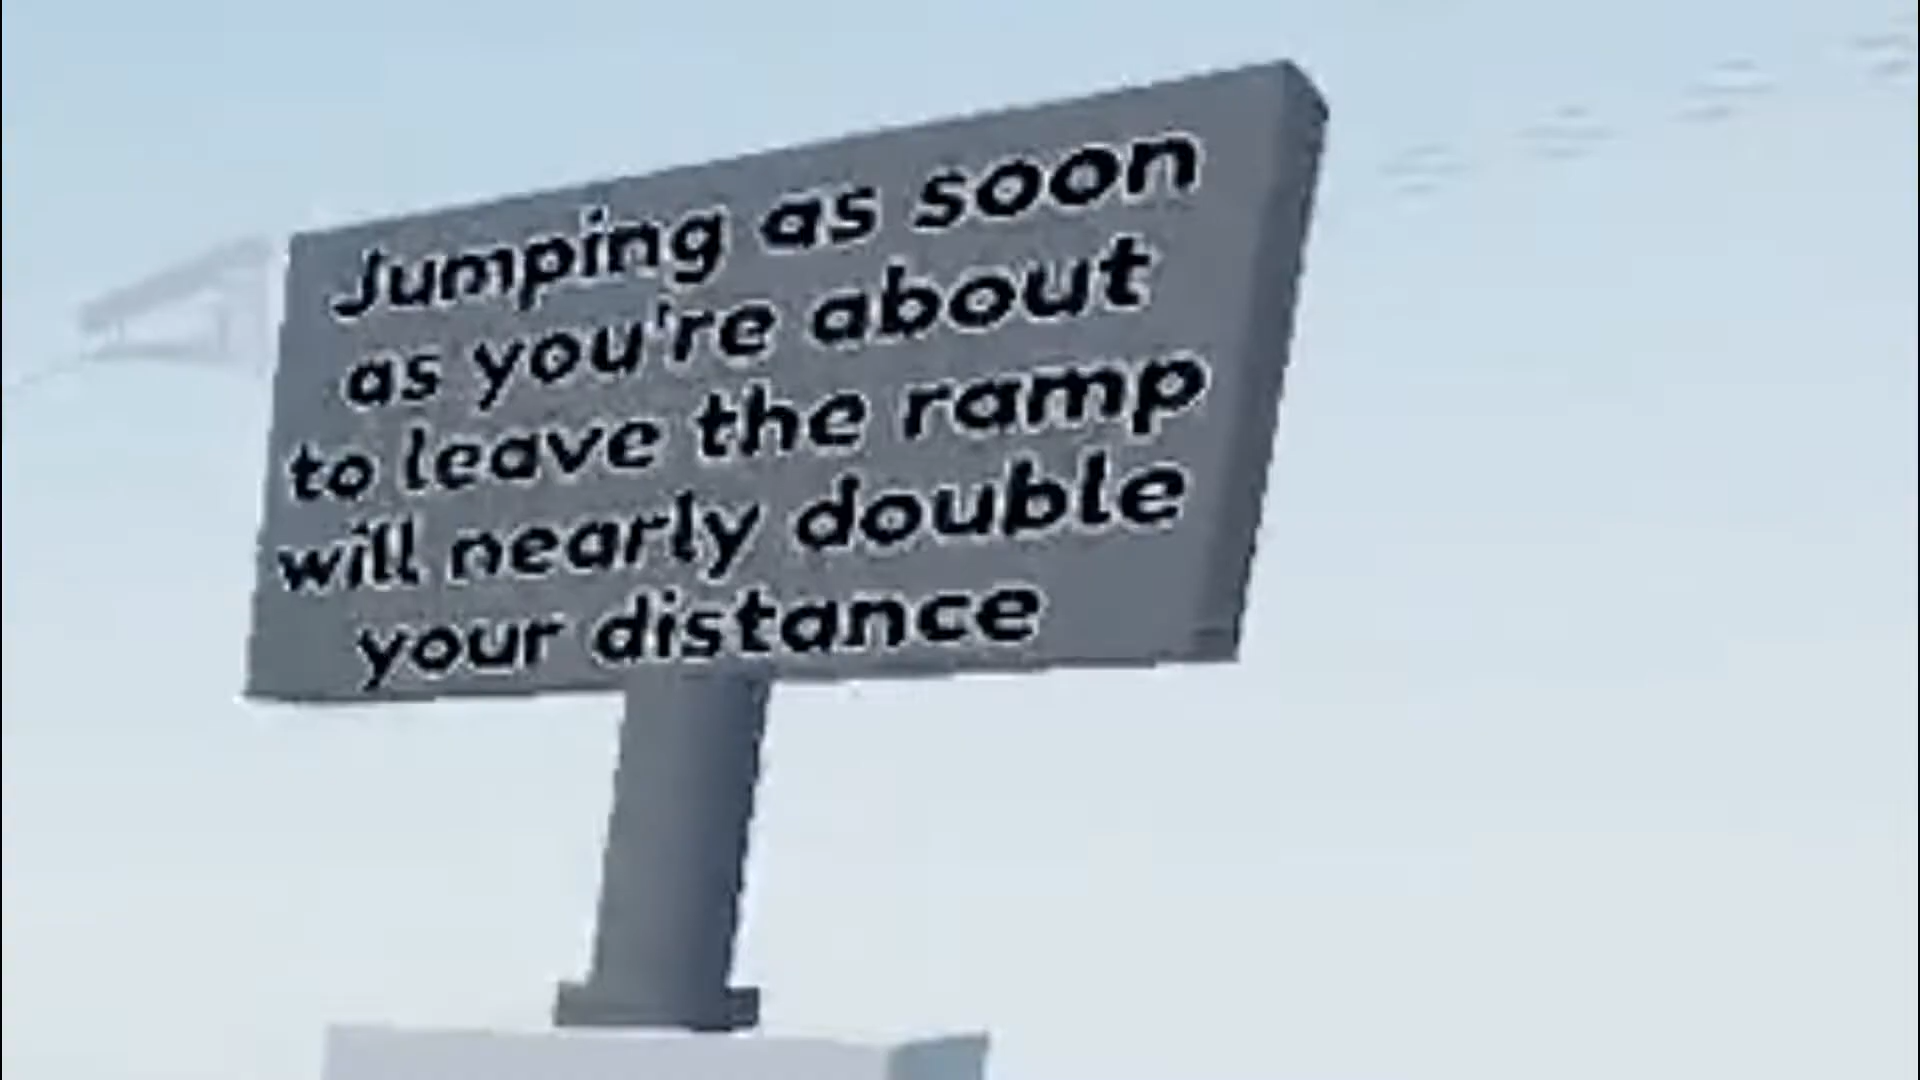 Jumping as soon
as you're about
to leave the ramp
will nearly double
your distance